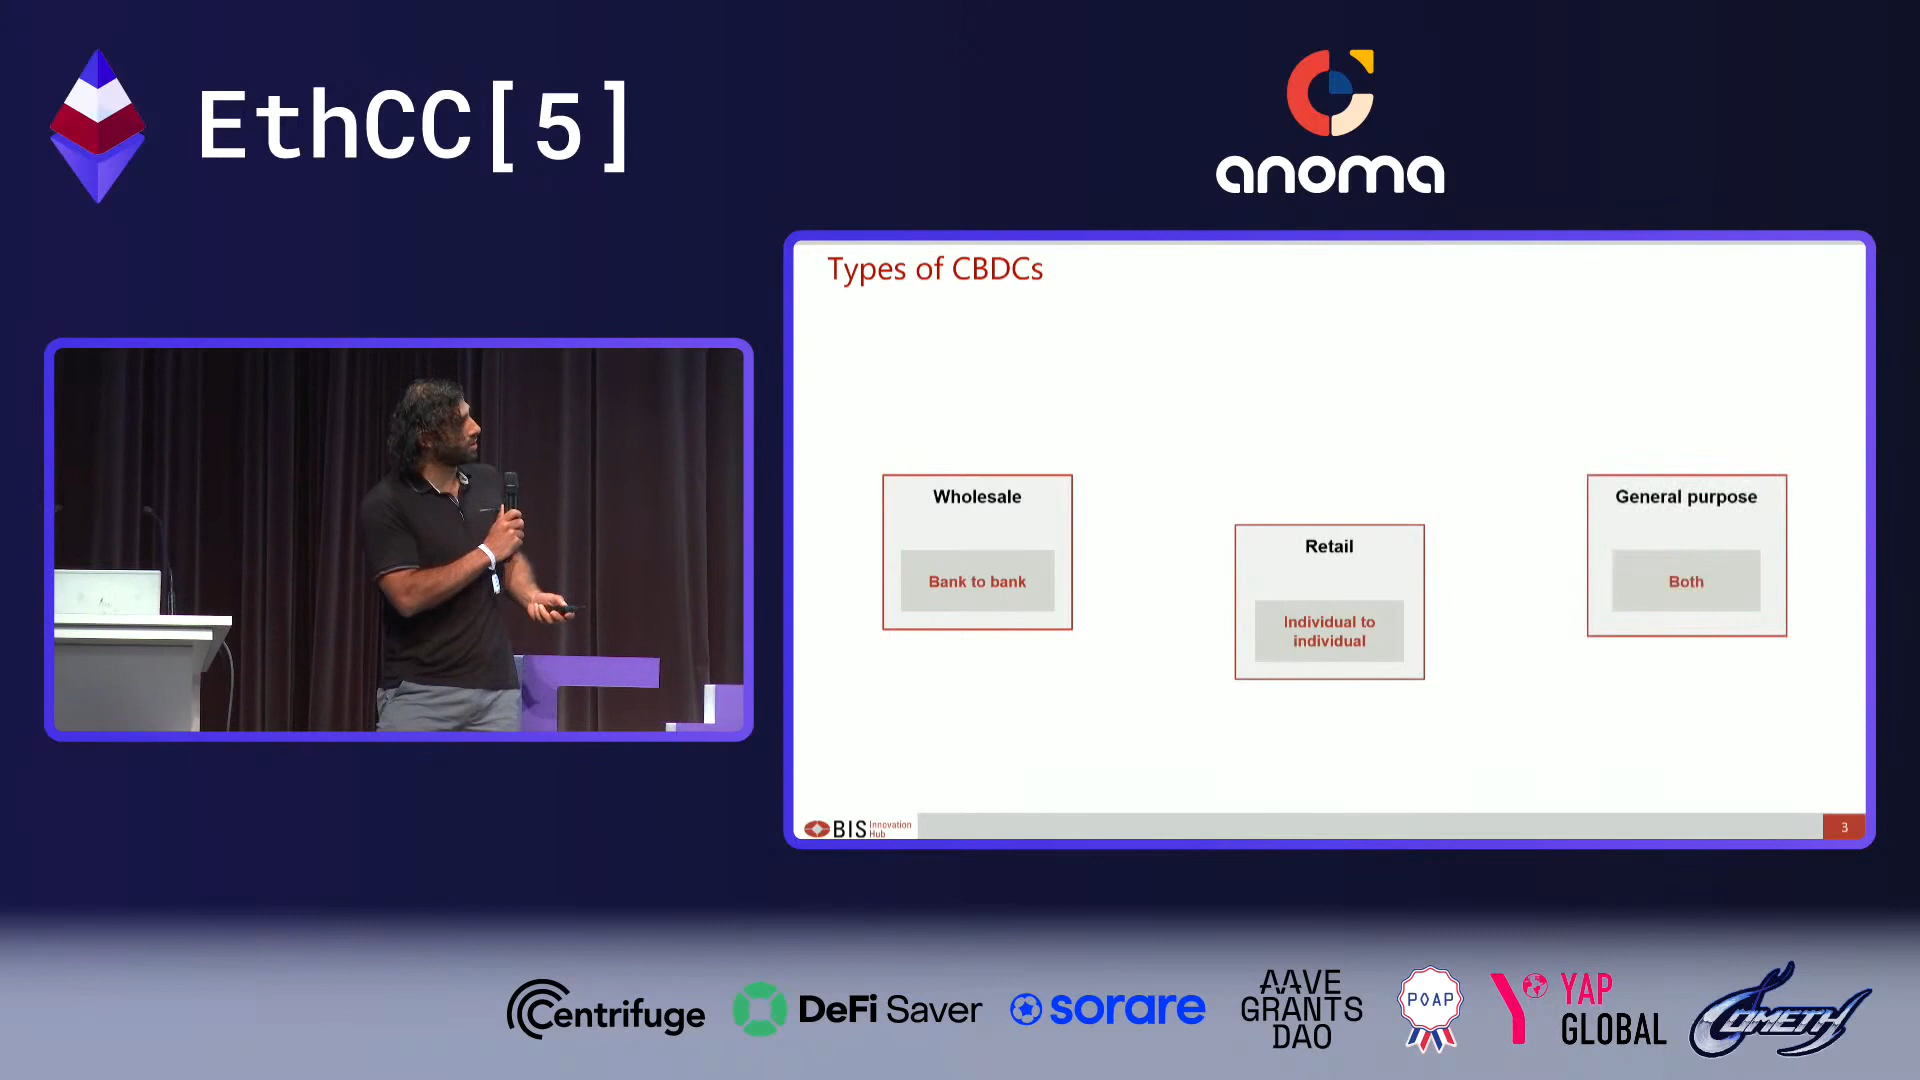 EthCC[5]
anoma
Types of CBDCs
Wholesale
Bank to bank
Retail
Individual to
individual
General purpose
Both
BIS Innovation
Hub
3
Centrifuge
DeFi Saver
sorare
AAVE
GRANTS
DAO
POAP
YAP
GLOBAL
COMETH